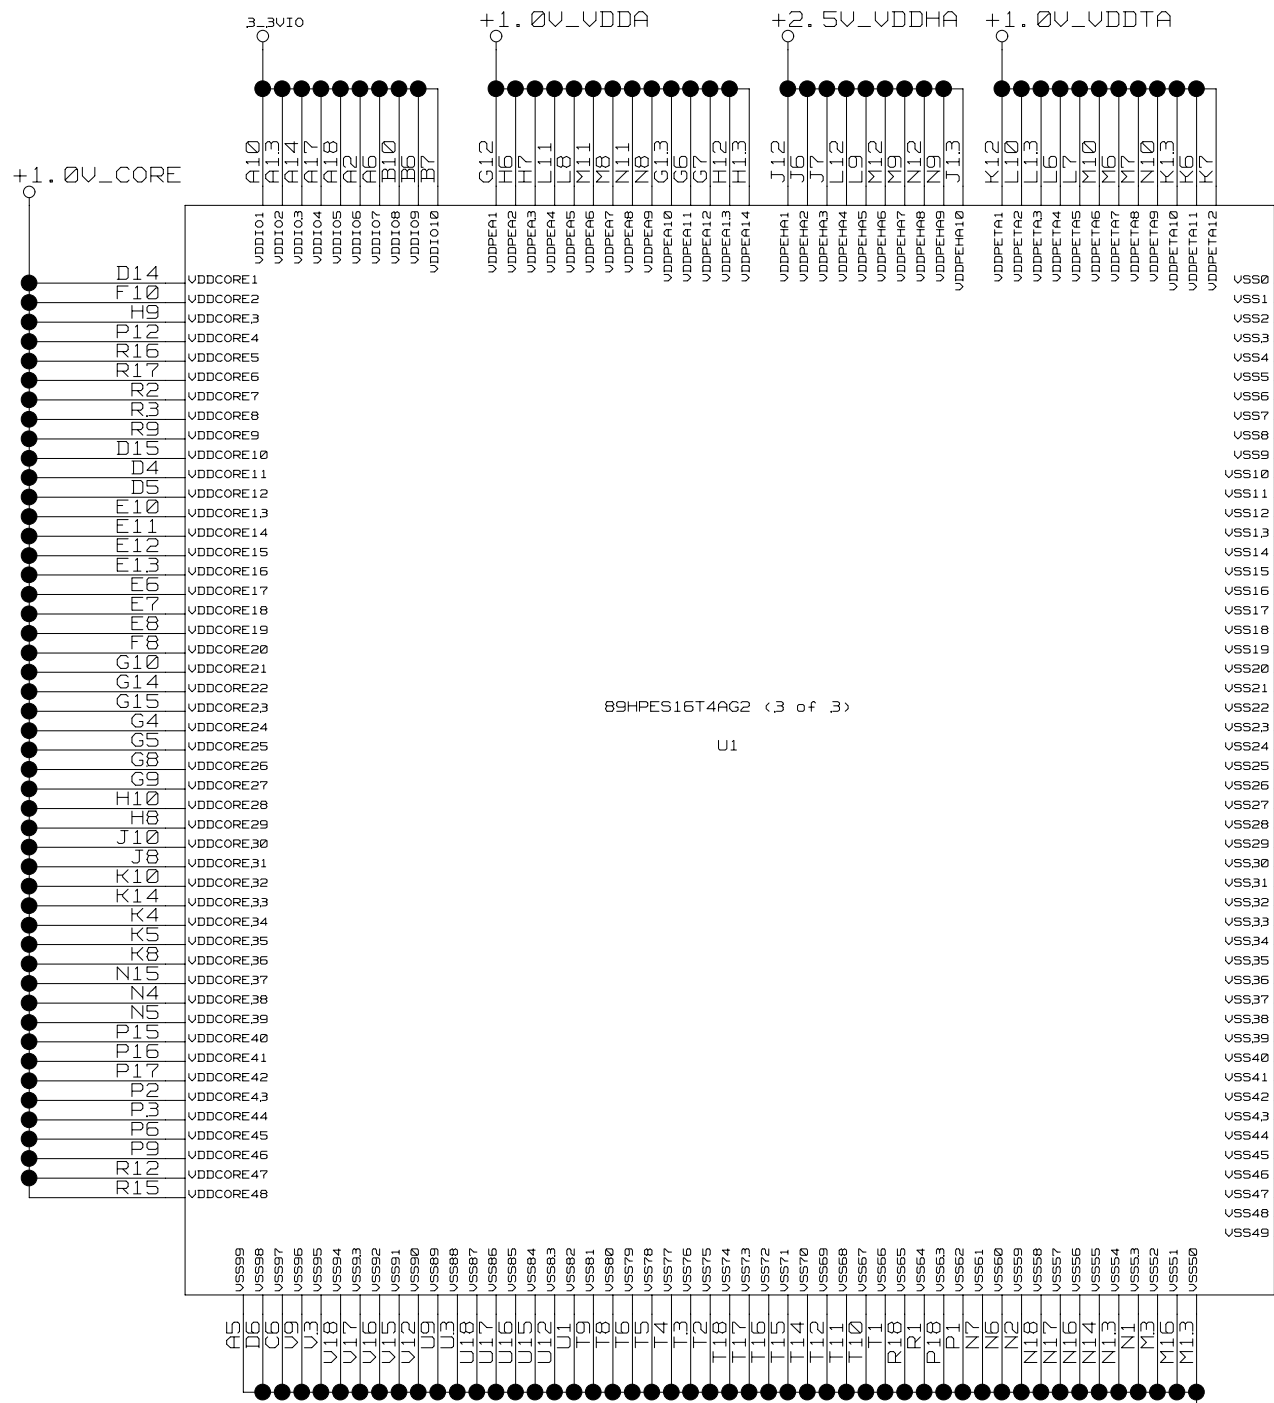 3_3VIO
+1.0V_VDDA
+2.5V_VDDHA
+1.0V_VDDTA
+1.0V_CORE
A10 VDDIO1
A13 VDDIO2
A14 VDDIO3
A17 VDDIO4
A18 VDDIO5
A2 VDDIO6
A6 VDDIO7
B10 VDDIO8
B6 VDDIO9
B7 VDDIO10
G12 VDDPEA1
H6 VDDPEA2
H7 VDDPEA3
L11 VDDPEA4
L8 VDDPEA5
M11 VDDPEA6
M8 VDDPEA7
N11 VDDPEA8
N8 VDDPEA9
G13 VDDPEA10
G6 VDDPEA11
G7 VDDPEA12
H12 VDDPEA13
H13 VDDPEA14
J12 VDDPEHA1
J6 VDDPEHA2
J7 VDDPEHA3
L12 VDDPEHA4
L9 VDDPEHA5
M12 VDDPEHA6
M9 VDDPEHA7
N12 VDDPEHA8
N9 VDDPEHA9
J13 VDDPEHA10
K12 VDDPETA1
L10 VDDPETA2
L13 VDDPETA3
L6 VDDPETA4
L7 VDDPETA5
M10 VDDPETA6
M6 VDDPETA7
M7 VDDPETA8
N10 VDDPETA9
K13 VDDPETA10
K6 VDDPETA11
K7 VDDPETA12
D14 VDDCORE1
F10 VDDCORE2
H9 VDDCORE3
P12 VDDCORE4
R16 VDDCORE5
R17 VDDCORE6
R2 VDDCORE7
R3 VDDCORE8
R9 VDDCORE9
D15 VDDCORE10
D4 VDDCORE11
D5 VDDCORE12
E10 VDDCORE13
E11 VDDCORE14
E12 VDDCORE15
E13 VDDCORE16
E6 VDDCORE17
E7 VDDCORE18
E8 VDDCORE19
F8 VDDCORE20
G10 VDDCORE21
G14 VDDCORE22
G15 VDDCORE23
G4 VDDCORE24
G5 VDDCORE25
G8 VDDCORE26
G9 VDDCORE27
H10 VDDCORE28
H8 VDDCORE29
J10 VDDCORE30
J8 VDDCORE31
K10 VDDCORE32
K14 VDDCORE33
K4 VDDCORE34
K5 VDDCORE35
K8 VDDCORE36
N15 VDDCORE37
N4 VDDCORE38
N5 VDDCORE39
P15 VDDCORE40
P16 VDDCORE41
P17 VDDCORE42
P2 VDDCORE43
P3 VDDCORE44
P6 VDDCORE45
P9 VDDCORE46
R12 VDDCORE47
R15 VDDCORE48
89HPES16T4AG2 (3 of 3)
U1
VSS0
VSS1
VSS2
VSS3
VSS4
VSS5
VSS6
VSS7
VSS8
VSS9
VSS10
VSS11
VSS12
VSS13
VSS14
VSS15
VSS16
VSS17
VSS18
VSS19
VSS20
VSS21
VSS22
VSS23
VSS24
VSS25
VSS26
VSS27
VSS28
VSS29
VSS30
VSS31
VSS32
VSS33
VSS34
VSS35
VSS36
VSS37
VSS38
VSS39
VSS40
VSS41
VSS42
VSS43
VSS44
VSS45
VSS46
VSS47
VSS48
VSS49
A5 VSS99
D6 VSS98
C6 VSS97
V9 VSS96
V3 VSS95
V18 VSS94
V17 VSS93
V16 VSS92
V15 VSS91
V12 VSS90
U9 VSS89
U3 VSS88
U18 VSS87
U17 VSS86
U16 VSS85
U15 VSS84
U12 VSS83
U1 VSS82
T9 VSS81
T8 VSS80
T6 VSS79
T5 VSS78
T4 VSS77
T3 VSS76
T2 VSS75
T18 VSS74
T17 VSS73
T16 VSS72
T15 VSS71
T14 VSS70
T12 VSS69
T11 VSS68
T10 VSS67
T1 VSS66
R18 VSS65
R1 VSS64
P18 VSS63
P1 VSS62
N7 VSS61
N6 VSS60
N2 VSS59
N18 VSS58
N17 VSS57
N16 VSS56
N14 VSS55
N13 VSS54
N1 VSS53
M3 VSS52
M16 VSS51
M13 VSS50